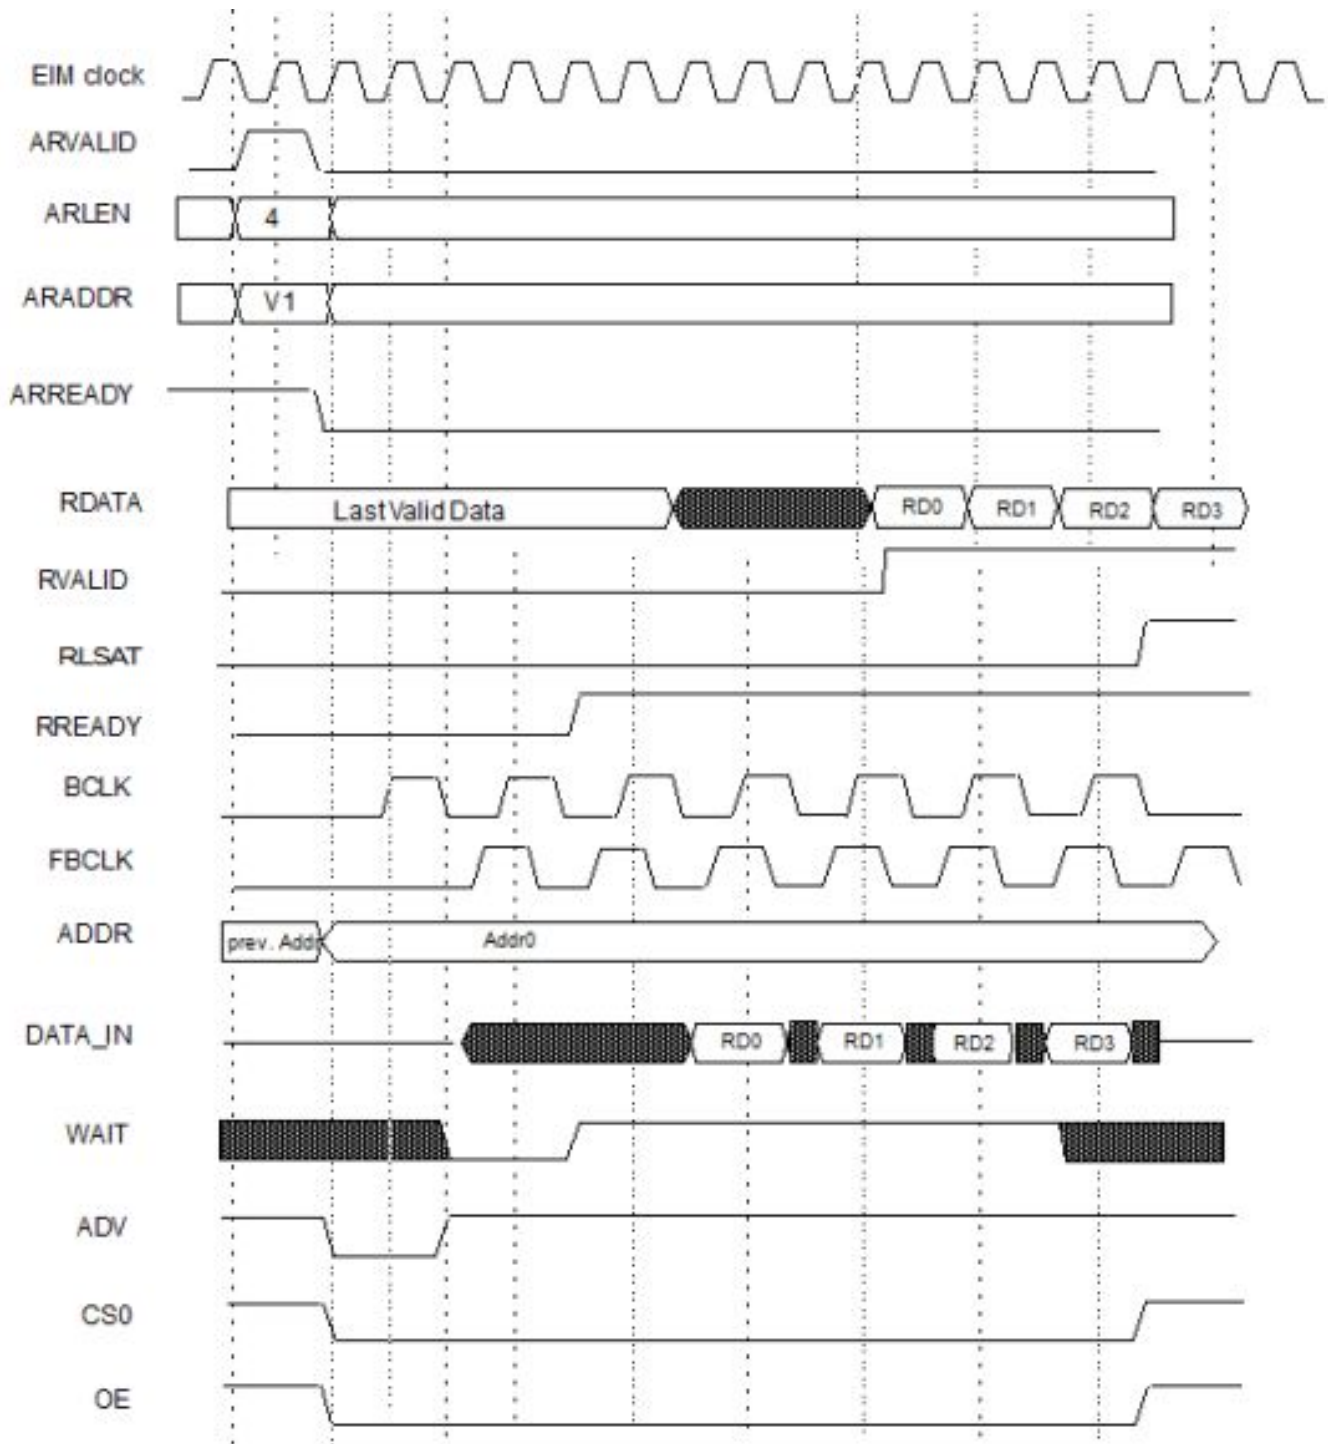 EIM clock
ARVALID
ARLEN 4
ARADDR V1
ARREADY
RDATA Last Valid Data RD0 RD1 RD2 RD3
RVALID
RLSAT
RREADY
BCLK
FBCLK
ADDR prev. Addr Addr0
DATA_IN RD0 RD1 RD2 RD3
WAIT
ADV
CS0
OE